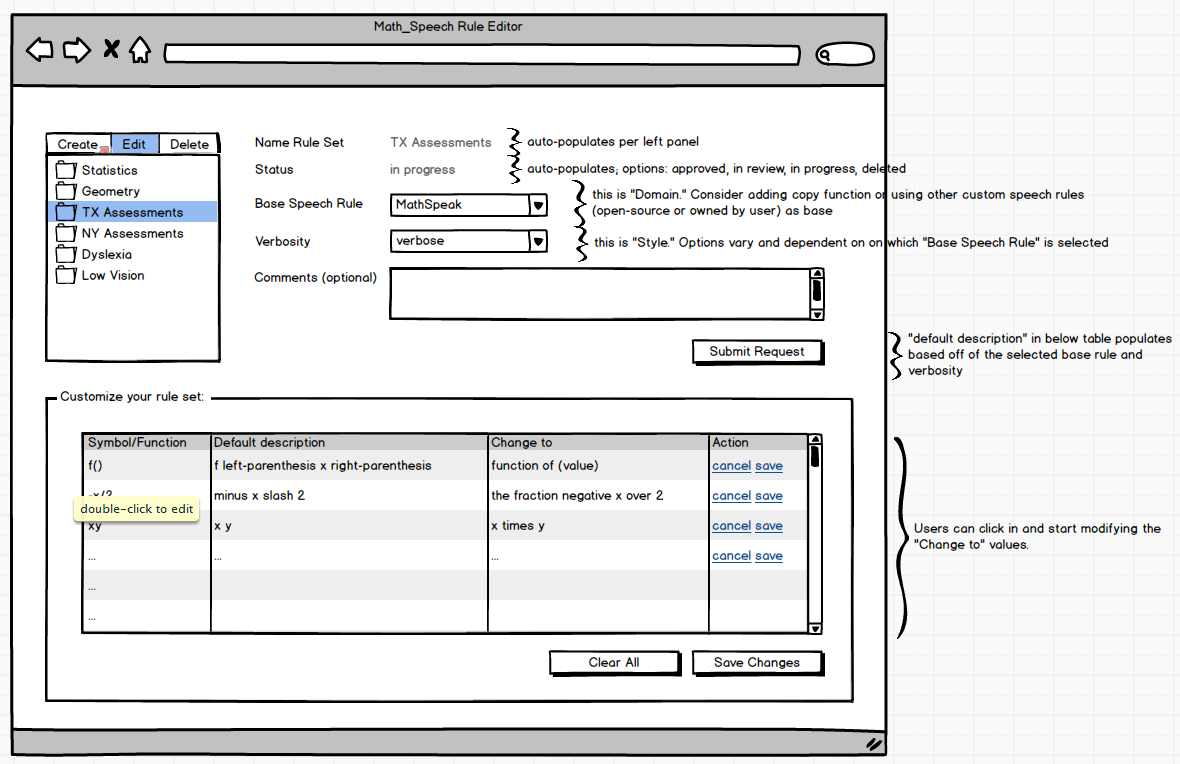 Math_Speech Rule Editor
Create Edit Delete
Statistics
Geometry
TX Assessments
NY Assessments
Dyslexia
Low Vision
Name Rule Set TX Assessments auto-populates per left panel
Status in progress auto-populates; options: approved, in review, in progress, deleted
Base Speech Rule MathSpeak this is "Domain." Consider adding copy function or using other custom speech rules
(open-source or owned by user) as base
Verbosity verbose this is "Style." Options vary and dependent on on which "Base Speech Rule" is selected
Comments (optional)
Submit Request
"default description" in below table populates
based off of the selected base rule and
verbosity
Customize your rule set:
Symbol/Function Default description Change to Action
f() f left-parenthesis x right-parenthesis function of (value) cancel save
-x/2 minus x slash 2 the fraction negative x over 2 cancel save
double-click to edit
xy x y x times y cancel save
... ... ... cancel save
...
...
Users can click in and start modifying the
"Change to" values.
Clear All Save Changes